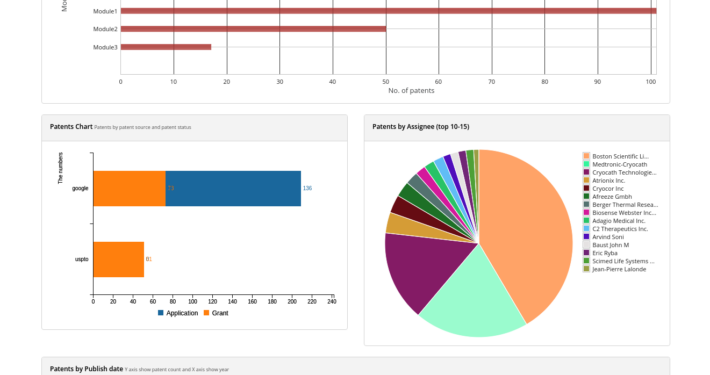 Module1
Module2
Module3
0 10 20 30 40 50 60 70 80 90 100
No. of patents
Patents Chart Patents by patent source and patent status
The numbers
google
73
136
uspto
0 20 40 60 80 100 120 140 160 180 200 220 240
Application Grant
Patents by Assignee (top 10-15)
Boston Scientific Li...
Medtronic-Cryocath
Cryocath Technologie...
Atrionix Inc.
Cryocor Inc
Afreeze Gmbh
Berger Thermal Resea...
Biosense Webster Inc...
Adagio Medical Inc.
C2 Therapeutics Inc.
Arvind Soni
Baust John M
Eric Ryba
Scimed Life Systems ...
Jean-Pierre Lalonde
Patents by Publish date Y axis show patent count and X axis show year